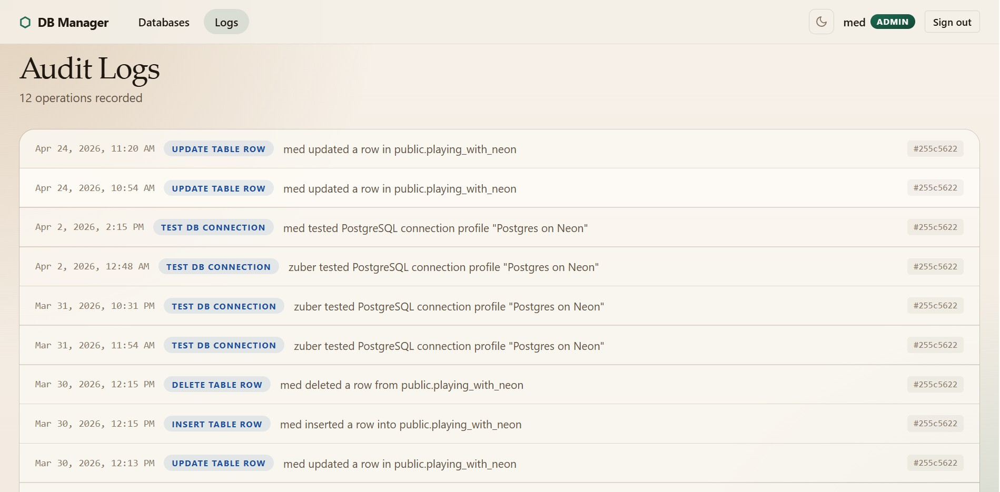 DB Manager Databases Logs med ADMIN Sign out
Audit Logs
12 operations recorded
Apr 24, 2026, 11:20 AM UPDATE TABLE ROW med updated a row in public.playing_with_neon #255c5622
Apr 24, 2026, 10:54 AM UPDATE TABLE ROW med updated a row in public.playing_with_neon #255c5622
Apr 2, 2026, 2:15 PM TEST DB CONNECTION med tested PostgreSQL connection profile "Postgres on Neon" #255c5622
Apr 2, 2026, 12:48 AM TEST DB CONNECTION zuber tested PostgreSQL connection profile "Postgres on Neon" #255c5622
Mar 31, 2026, 10:31 PM TEST DB CONNECTION zuber tested PostgreSQL connection profile "Postgres on Neon" #255c5622
Mar 31, 2026, 11:54 AM TEST DB CONNECTION zuber tested PostgreSQL connection profile "Postgres on Neon" #255c5622
Mar 30, 2026, 12:15 PM DELETE TABLE ROW med deleted a row from public.playing_with_neon #255c5622
Mar 30, 2026, 12:15 PM INSERT TABLE ROW med inserted a row into public.playing_with_neon #255c5622
Mar 30, 2026, 12:13 PM UPDATE TABLE ROW med updated a row in public.playing_with_neon #255c5622